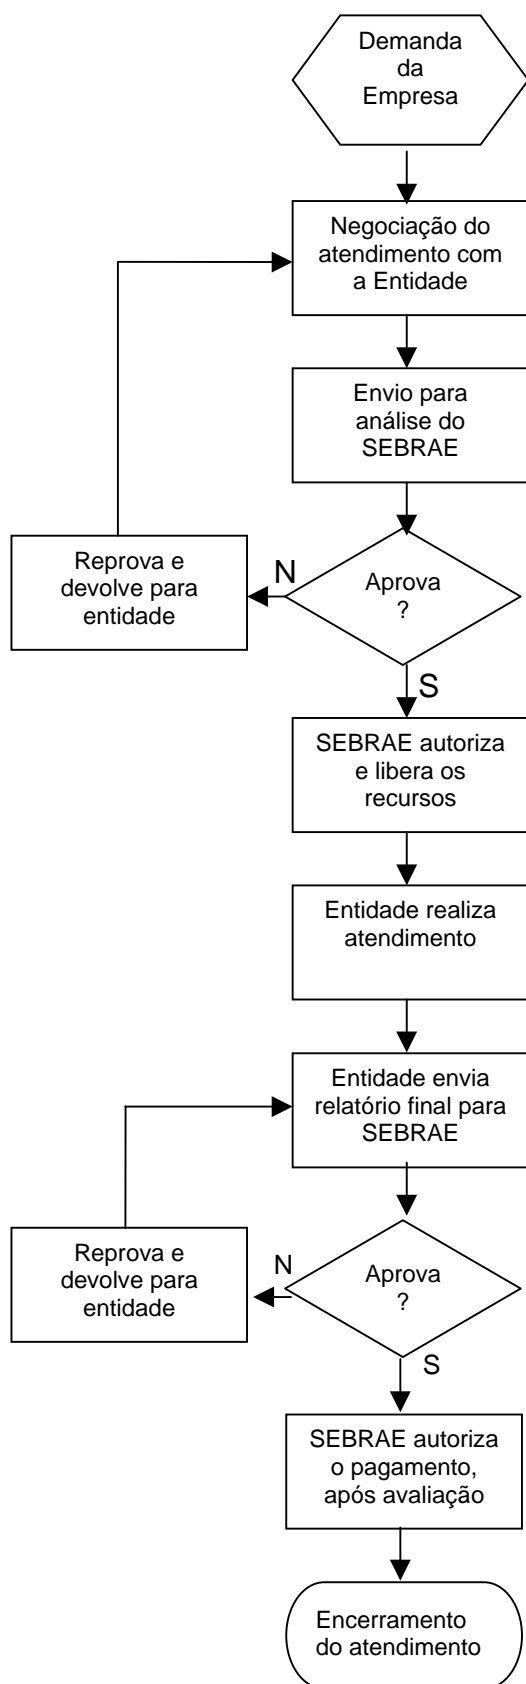 Demanda
da
Empresa
Negociação do
atendimento com
a Entidade
Envio para
análise do
SEBRAE
Reprova e
devolve para
entidade
N
Aprova
?
S
SEBRAE autoriza
e libera os
recursos
Entidade realiza
atendimento
Entidade envia
relatório final para
SEBRAE
Reprova e
devolve para
entidade
N
Aprova
?
S
SEBRAE autoriza
o pagamento,
após avaliação
Encerramento
do atendimento